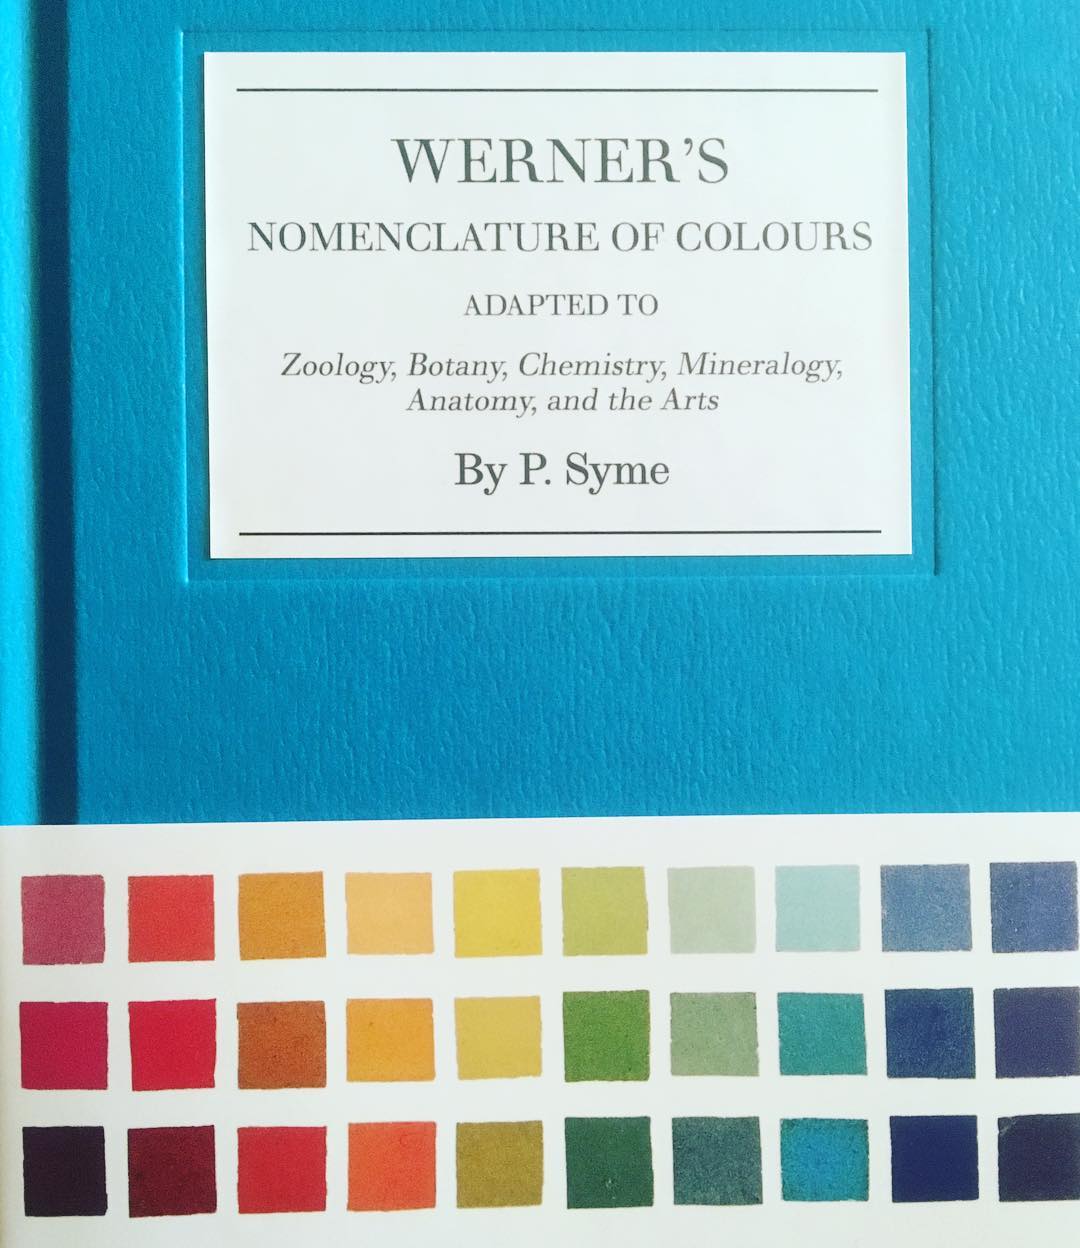 WERNER'S
NOMENCLATURE OF COLOURS
ADAPTED TO
Zoology, Botany, Chemistry, Mineralogy,
Anatomy, and the Arts
By P. Syme